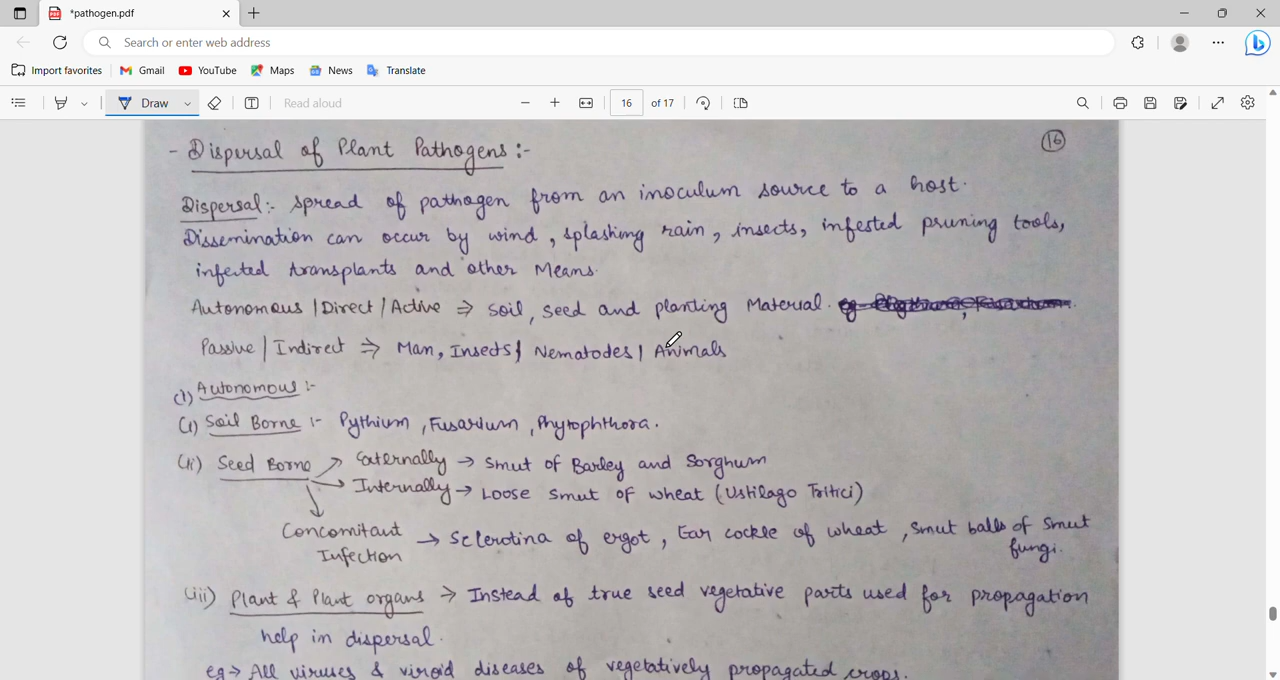 *pathogen.pdf
Search or enter web address
Import favorites Gmail YouTube Maps News Translate
Draw Read aloud 16 of 17
- Dispersal of Plant Pathogens :- 16
Dispersal :- spread of pathogen from an inoculum source to a host.
Dissemination can occur by wind, splashing rain, insects, infested pruning tools,
infected transplants and other Means.
Autonomous / Direct / Active ⇒ Soil, seed and planting Material.
Passive / Indirect ⇒ Man, Insects / Nematodes / Animals
(1) Autonomous :-
(i) Soil Borne :- Pythium, Fusarium, Phytophthora.
(ii) Seed Borne → Externally → Smut of Barley and Sorghum
→ Internally → Loose smut of wheat (Ustilago Tritici)
Concomitant Infection → Sclerotina of ergot, Ear cockle of wheat, Smut balls of smut fungi.
(iii) Plant & Plant organs → Instead of true seed vegetative parts used for propagation
help in dispersal.
eg → All viruses & viroid diseases of vegetatively propagated crops.